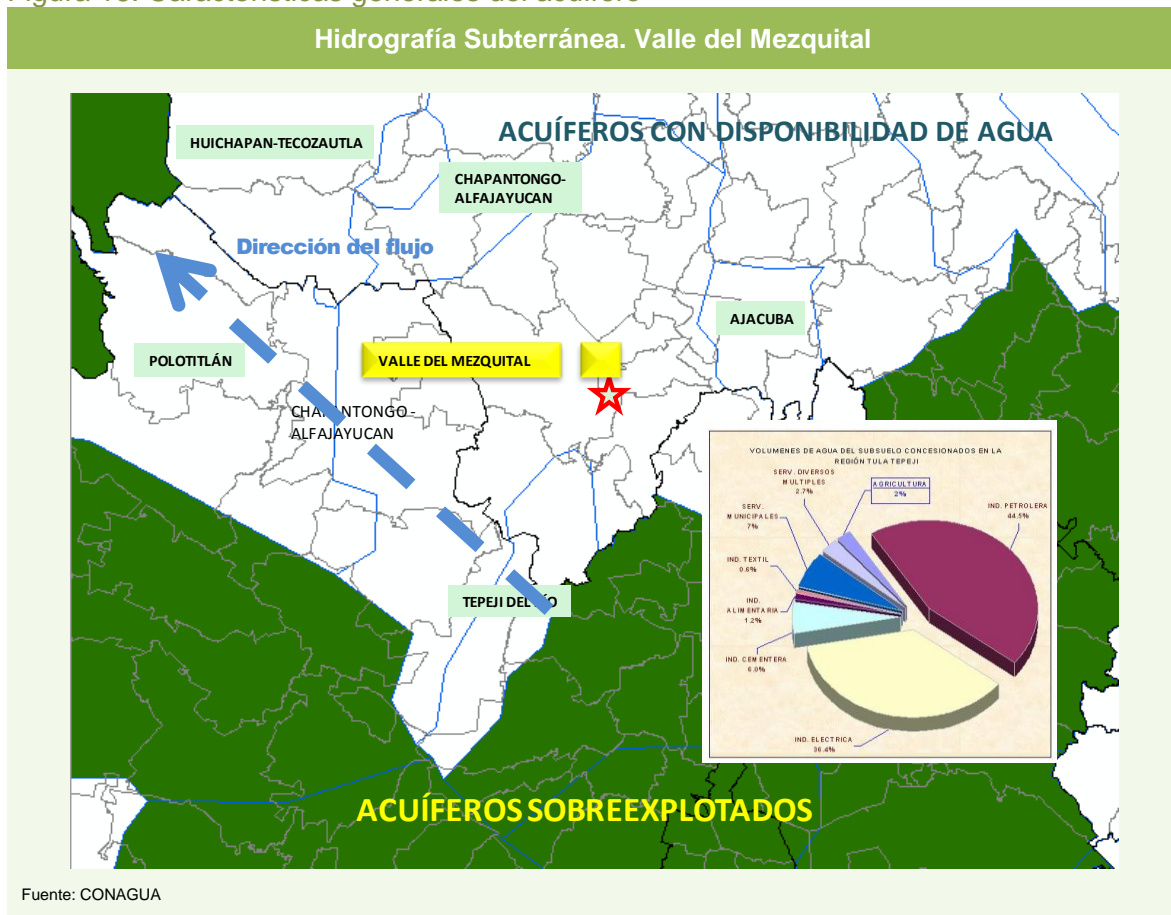 Hidrografía Subterránea. Valle del Mezquital
ACUÍFEROS CON DISPONIBILIDAD DE AGUA
HUICHAPAN-TECOZAUTLA
CHAPANTONGO-
ALFAJAYUCAN
Dirección del flujo
AJACUBA
POLOTITLÁN
VALLE DEL MEZQUITAL
ALFAJAYUCAN
TEPEJI DEL
VOLUMENES DE AGUA DEL SUBSUELO CONCESIONADOS EN LA
REGIÓN TULA TEPEJI
SERV. DIVERSOS
MULTIPLES
2.7%
AGRICULTURA
2%
IND. PETROLERA
44.5%
SERV.
MUNICIPALES
7%
IND. TEXTIL
0.6%
IND.
ALIMENTARIA
1.2%
IND. CEMENTERA
6.0%
IND. ELECTRICA
36.4%
ACUÍFEROS SOBREEXPLOTADOS
Fuente: CONAGUA